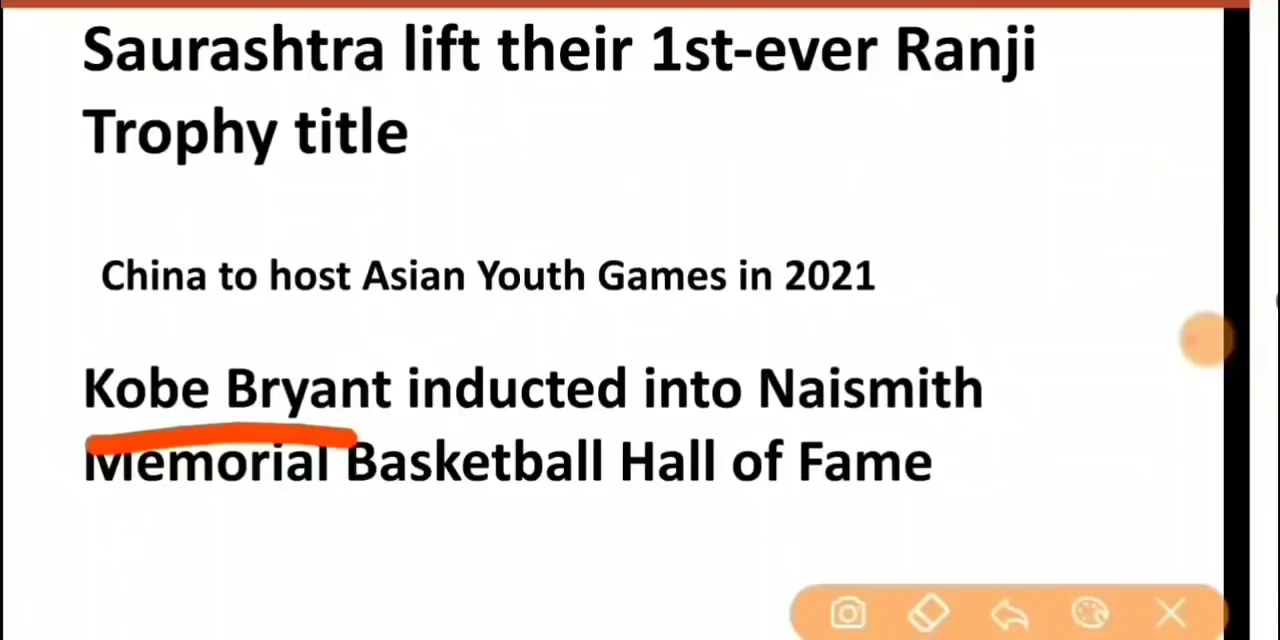 Saurashtra lift their 1st-ever Ranji
Trophy title
China to host Asian Youth Games in 2021
Kobe Bryant inducted into Naismith
Memorial Basketball Hall of Fame